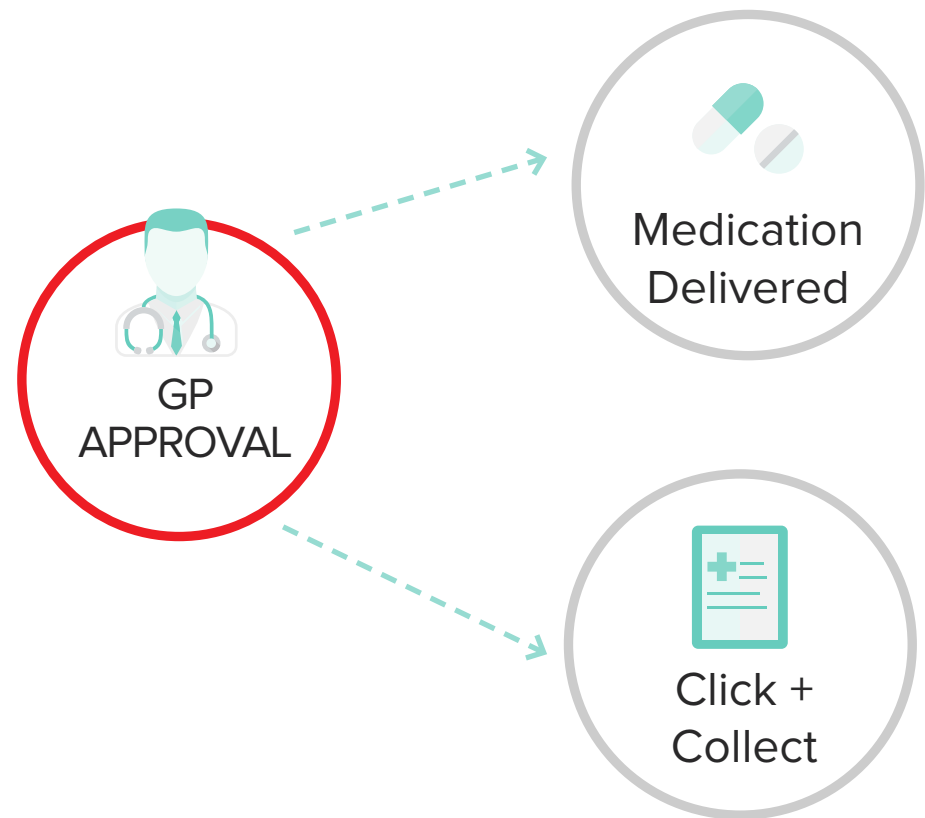 GP
APPROVAL
Medication
Delivered
Click +
Collect